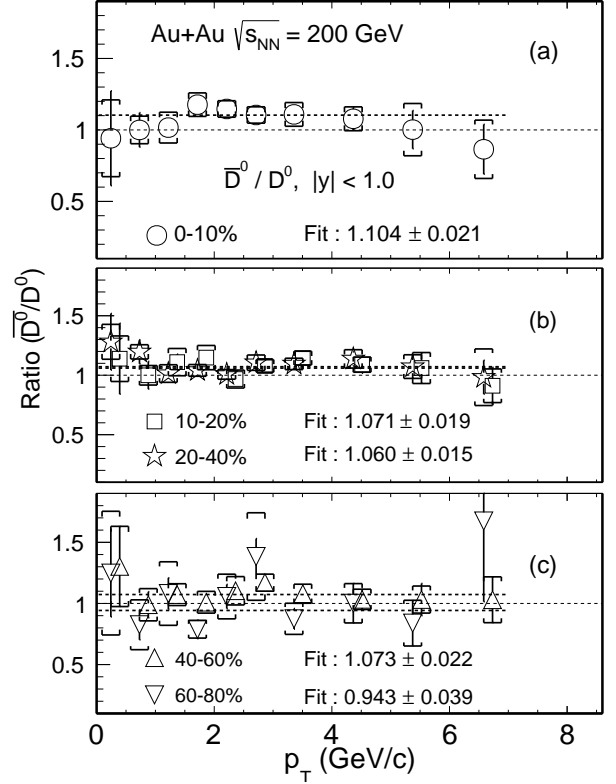 Au+Au √s_NN = 200 GeV
(a)
1.5
1
0.5
D̅⁰ / D⁰, |y| < 1.0
0-10% Fit : 1.104 ± 0.021
Ratio (D̅⁰/D⁰)
(b)
1.5
1
0.5
10-20% Fit : 1.071 ± 0.019
20-40% Fit : 1.060 ± 0.015
(c)
1.5
1
0.5
40-60% Fit : 1.073 ± 0.022
60-80% Fit : 0.943 ± 0.039
0 2 4 6 8
p_T (GeV/c)